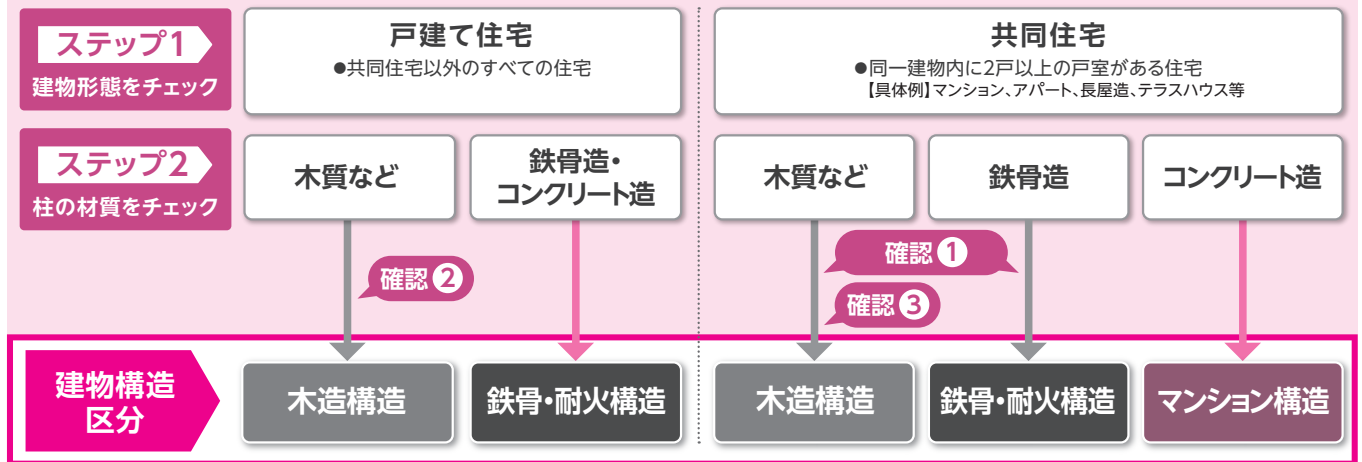 ステップ1
建物形態をチェック
戸建て住宅
●共同住宅以外のすべての住宅
共同住宅
●同一建物内に2戸以上の戸室がある住宅
【具体例】マンション、アパート、長屋造、テラスハウス等
ステップ2
柱の材質をチェック
木質など
鉄骨造・
コンクリート造
木質など
鉄骨造
コンクリート造
確認②
確認①
確認③
建物構造
区分
木造構造
鉄骨・耐火構造
木造構造
鉄骨・耐火構造
マンション構造